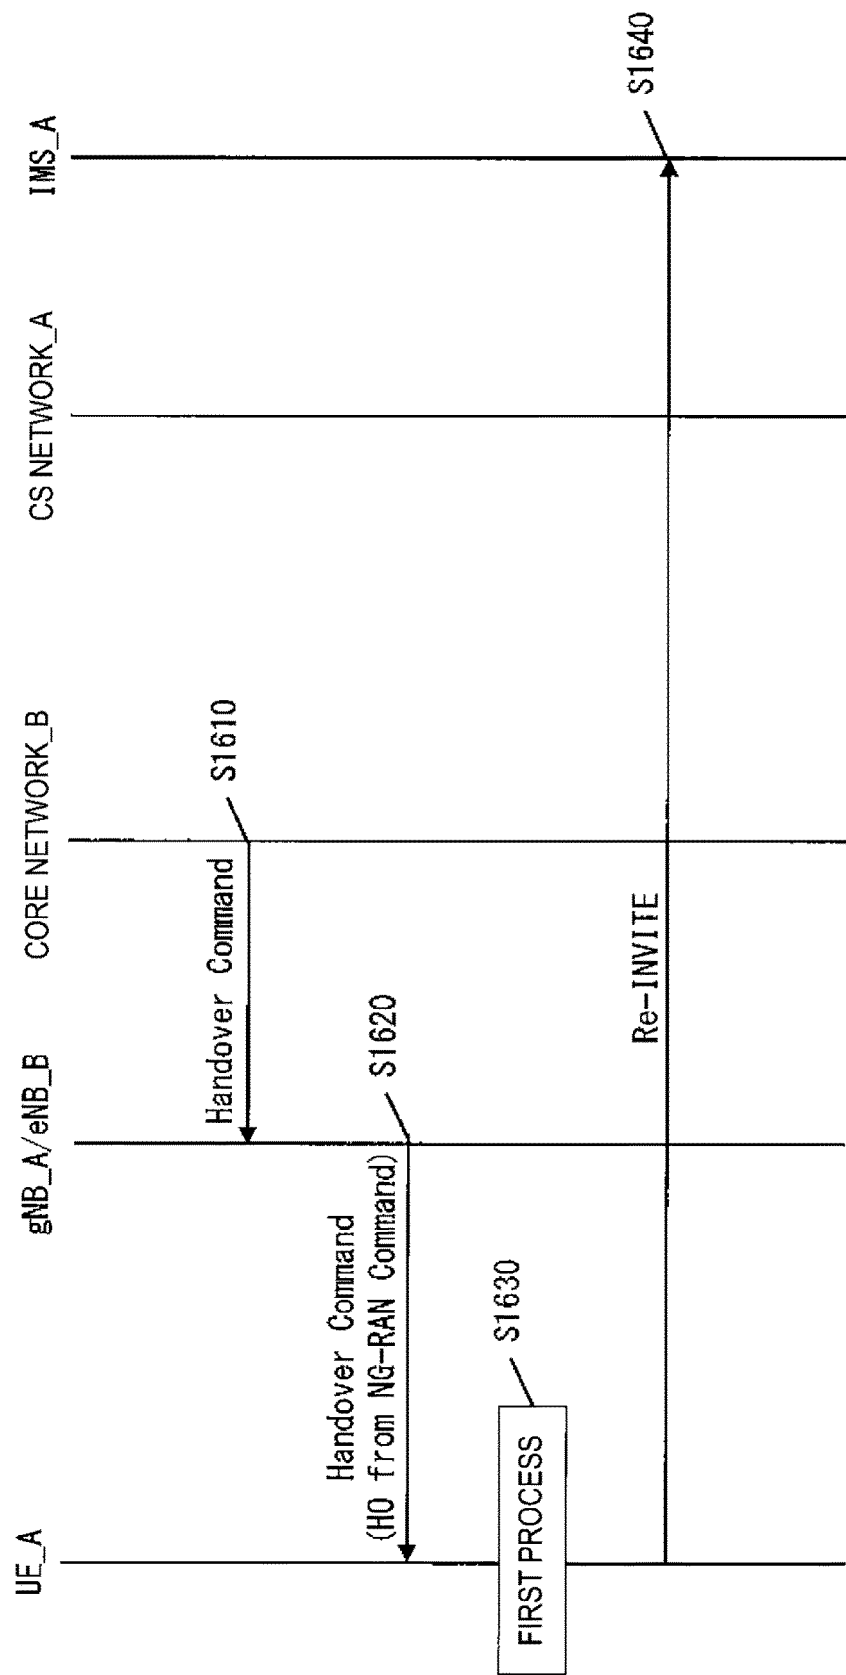 UE_A
gNB_A/eNB_B
CORE NETWORK_B
CS NETWORK_A
IMS_A
Handover Command
S1610
Handover Command
(HO from NG-RAN Command)
S1620
FIRST PROCESS
S1630
Re-INVITE
S1640